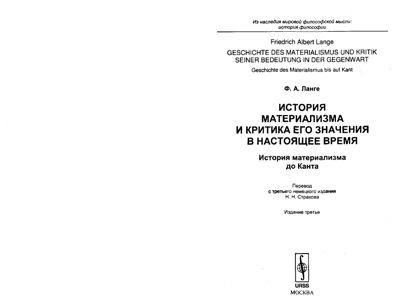 Из наследия мировой философской мысли:
история философии
Friedrich Albert Lange
GESCHICHTE DES MATERIALISMUS UND KRITIK
SEINER BEDEUTUNG IN DER GEGENWART
Geschichte des Materialismus bis auf Kant
Ф. А. Ланге
ИСТОРИЯ
МАТЕРИАЛИЗМА
И КРИТИКА ЕГО ЗНАЧЕНИЯ
В НАСТОЯЩЕЕ ВРЕМЯ
История материализма
до Канта
Перевод
с третьего немецкого издания
Н. Н. Страхова
Издание третье
URSS
МОСКВА